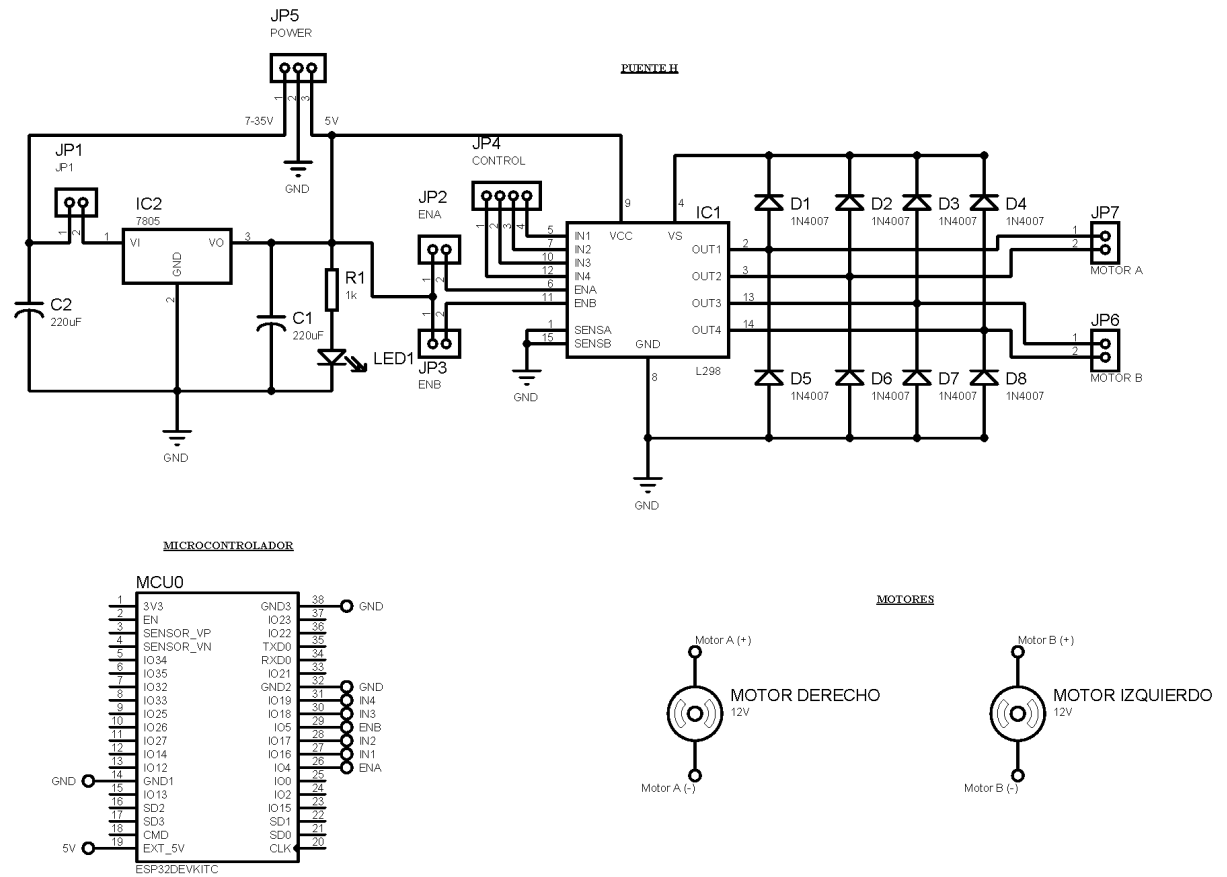 JP5
POWER
1
2
3
7-35V
5V
GND
PUENTE H
JP1
JP1
1
2
IC2
7805
1
VI
VO
3
GND
2
C2
220uF
C1
220uF
R1
1k
LED1
GND
JP2
ENA
1
2
JP3
ENB
1
2
JP4
CONTROL
1
2
3
4
IC1
L298
9
4
VCC
VS
5
IN1
7
IN2
10
IN3
12
IN4
6
ENA
11
ENB
1
SENSA
15
SENSB
GND
8
OUT1
2
OUT2
3
OUT3
13
OUT4
14
GND
GND
D1
1N4007
D2
1N4007
D3
1N4007
D4
1N4007
D5
1N4007
D6
1N4007
D7
1N4007
D8
1N4007
JP7
1
2
MOTOR A
JP6
1
2
MOTOR B
MICROCONTROLADOR
MCU0
1 3V3
2 EN
3 SENSOR_VP
4 SENSOR_VN
5 IO34
6 IO35
7 IO32
8 IO33
9 IO25
10 IO26
11 IO27
12 IO14
13 IO12
GND 14 GND1
15 IO13
16 SD2
17 SD3
18 CMD
5V 19 EXT_5V
GND3 38 GND
IO23 37
IO22 36
TXD0 35
RXD0 34
IO21 33
GND2 32 GND
IO19 31 IN4
IO18 30 IN3
IO5 29 ENB
IO17 28 IN2
IO16 27 IN1
IO4 26 ENA
IO0 25
IO2 24
IO15 23
SD1 22
SD0 21
CLK 20
ESP32DEVKITC
MOTORES
Motor A (+)
MOTOR DERECHO
12V
Motor A (-)
Motor B (+)
MOTOR IZQUIERDO
12V
Motor B (-)